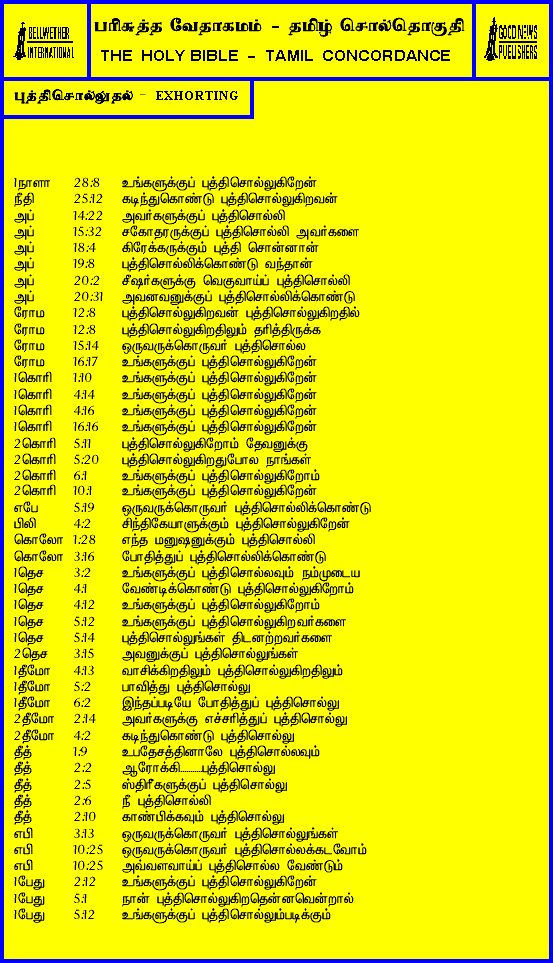 BELLWETHER
INTERNATIONAL
பரிசுத்த வேதாகமம் - தமிழ் சொல்தொகுதி
THE HOLY BIBLE - TAMIL CONCORDANCE
GOOD NEWS
PUBLISHERS
புத்திசொல்லுதல் - EXHORTING
1நாளா 28:8 உங்களுக்குப் புத்திசொல்லுகிறேன்
நீதி 25:12 கடிந்துகொண்டு புத்திசொல்லுகிறவன்
அப் 14:22 அவர்களுக்குப் புத்திசொல்லி
அப் 15:32 சகோதரருக்குப் புத்திசொல்லி அவர்களை
அப் 18:4 கிரேக்கருக்கும் புத்தி சொன்னான்
அப் 19:8 புத்திசொல்லிக்கொண்டு வந்தான்
அப் 20:2 சீஷர்களுக்கு வெகுவாய்ப் புத்திசொல்லி
அப் 20:31 அவனவனுக்குப் புத்திசொல்லிக்கொண்டு
ரோம 12:8 புத்திசொல்லுகிறவன் புத்திசொல்லுகிறதில்
ரோம 12:8 புத்திசொல்லுகிறதிலும் தரித்திருக்க
ரோம 15:14 ஒருவருக்கொருவர் புத்திசொல்ல
ரோம 16:17 உங்களுக்குப் புத்திசொல்லுகிறேன்
1கொரி 1:10 உங்களுக்குப் புத்திசொல்லுகிறேன்
1கொரி 4:14 உங்களுக்குப் புத்திசொல்லுகிறேன்
1கொரி 4:16 உங்களுக்குப் புத்திசொல்லுகிறேன்
1கொரி 16:16 உங்களுக்குப் புத்திசொல்லுகிறேன்
2கொரி 5:11 புத்திசொல்லுகிறோம் தேவனுக்கு
2கொரி 5:20 புத்திசொல்லுகிறதுபோல நாங்கள்
2கொரி 6:1 உங்களுக்குப் புத்திசொல்லுகிறோம்
2கொரி 10:1 உங்களுக்குப் புத்திசொல்லுகிறேன்
எபே 5:19 ஒருவருக்கொருவர் புத்திசொல்லிக்கொண்டு
பிலி 4:2 சிந்திகேயாளுக்கும் புத்திசொல்லுகிறேன்
கொலோ 1:28 எந்த மனுஷனுக்கும் புத்திசொல்லி
கொலோ 3:16 போதித்துப் புத்திசொல்லிக்கொண்டு
1தெச 3:2 உங்களுக்குப் புத்திசொல்லவும் நம்முடைய
1தெச 4:1 வேண்டிக்கொண்டு புத்திசொல்லுகிறோம்
1தெச 4:12 உங்களுக்குப் புத்திசொல்லுகிறோம்
1தெச 5:12 உங்களுக்குப் புத்திசொல்லுகிறவர்களை
1தெச 5:14 புத்திசொல்லுங்கள் திடனற்றவர்களை
2தெச 3:15 அவனுக்குப் புத்திசொல்லுங்கள்
1தீமோ 4:13 வாசிக்கிறதிலும் புத்திசொல்லுகிறதிலும்
1தீமோ 5:2 பாவித்து புத்திசொல்லு
1தீமோ 6:2 இந்தப்படியே போதித்துப் புத்திசொல்லு
2தீமோ 2:14 அவர்களுக்கு எச்சரித்துப் புத்திசொல்லு
2தீமோ 4:2 கடிந்துகொண்டு புத்திசொல்லு
தீத் 1:9 உபதேசத்தினாலே புத்திசொல்லவும்
தீத் 2:2 ஆரோக்கி..........புத்திசொல்லு
தீத் 2:5 ஸ்திரீகளுக்குப் புத்திசொல்லு
தீத் 2:6 நீ புத்திசொல்லி
தீத் 2:10 காண்பிக்கவும் புத்திசொல்லு
எபி 3:13 ஒருவருக்கொருவர் புத்திசொல்லுங்கள்
எபி 10:25 ஒருவருக்கொருவர் புத்திசொல்லக்கடவோம்
எபி 10:25 அவ்வளவாய்ப் புத்திசொல்ல வேண்டும்
1பேது 2:12 உங்களுக்குப் புத்திசொல்லுகிறேன்
1பேது 5:1 நான் புத்திசொல்லுகிறதென்னவென்றால்
1பேது 5:12 உங்களுக்குப் புத்திசொல்லும்படிக்கும்